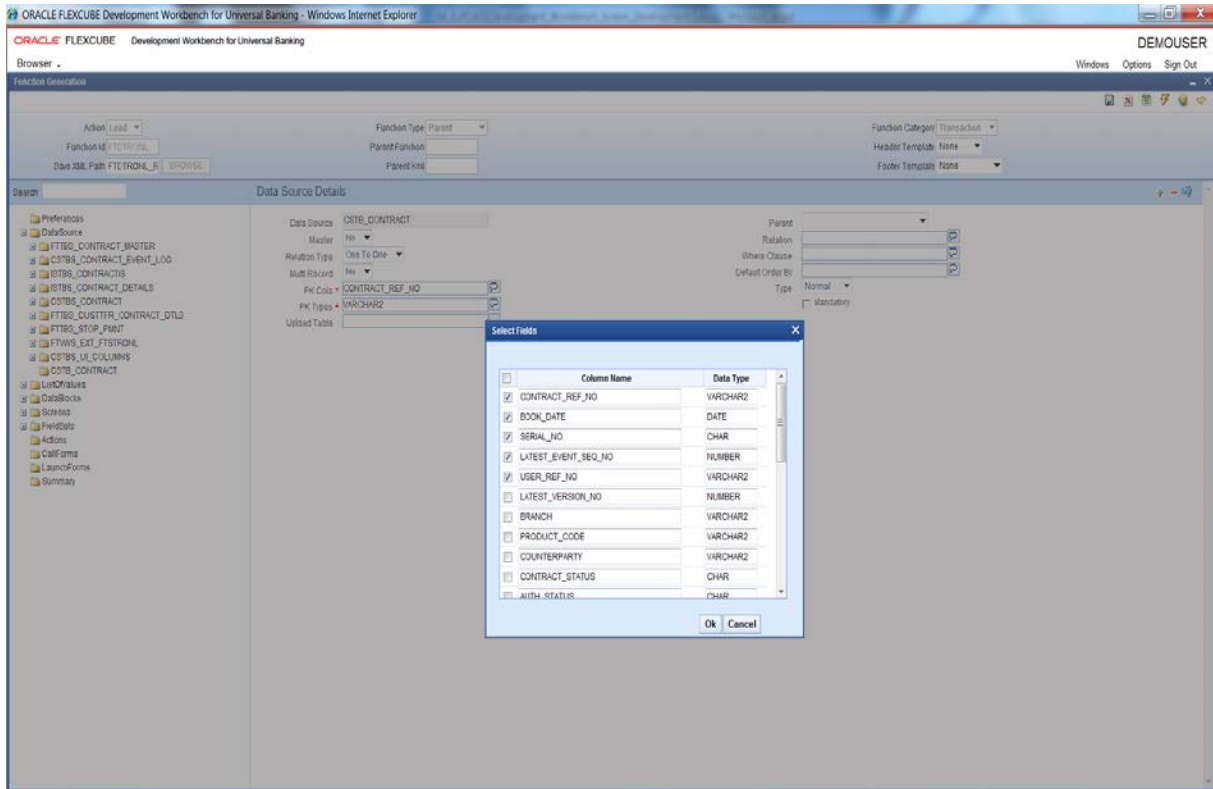 ORACLE FLEXCUBE Development Workbench for Universal Banking - Windows Internet Explorer
ORACLE FLEXCUBE Development Workbench for Universal Banking
DEMOUSER
Browser
Windows Options Sign Out
Function Generation
Action Load
Function Type Parent
Function Category Transaction
Function Id FTDTRONL
Parent Function
Header Template None
Save XML Path FTDTRONL_R BROWSE
Parent Xml
Footer Template None
Search
Data Source Details
Preferences
DataSource
FTTBS_CONTRACT_MASTER
CSTBS_CONTRACT_EVENT_LOG
ISTBS_CONTRACTIS
ISTBS_CONTRACT_DETAILS
CSTBS_CONTRACT
FTTBS_CUSTTFR_CONTRACT_DTLS
FTTBS_STOP_PMNT
FTVWS_EXT_FTSTRONL
CSTBS_UI_COLUMNS
CSTB_CONTRACT
ListOfValues
DataBlocks
Screens
FieldSets
Actions
CallForms
LaunchForms
Summary
Data Source CSTB_CONTRACT
Parent
Master No
Relation
Relation Type One To One
Where Clause
Multi Record No
Default Order By
PK Cols * CONTRACT_REF_NO
Type Normal
PK Types * VARCHAR2
Mandatory
Upload Table
Select Fields X
Column Name Data Type
CONTRACT_REF_NO VARCHAR2
BOOK_DATE DATE
SERIAL_NO CHAR
LATEST_EVENT_SEQ_NO NUMBER
USER_REF_NO VARCHAR2
LATEST_VERSION_NO NUMBER
BRANCH VARCHAR2
PRODUCT_CODE VARCHAR2
COUNTERPARTY VARCHAR2
CONTRACT_STATUS CHAR
AUTH_STATUS CHAR
Ok Cancel